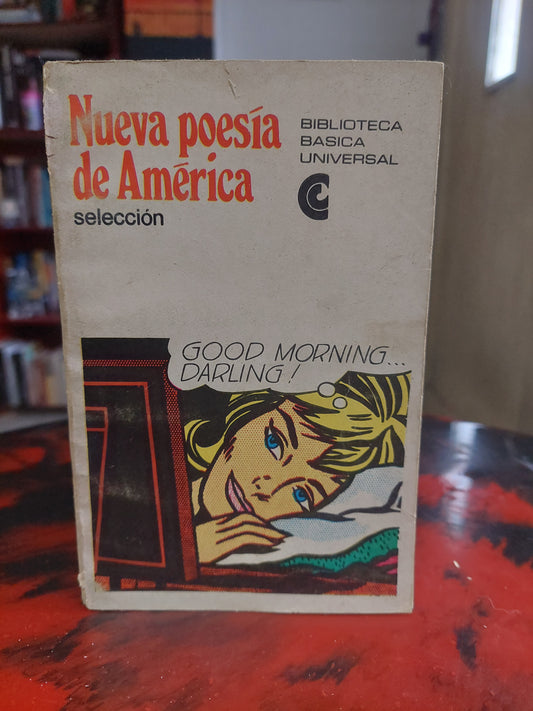 Nueva poesía
de América
selección
BIBLIOTECA
BASICA
UNIVERSAL
GOOD MORNING...
DARLING!